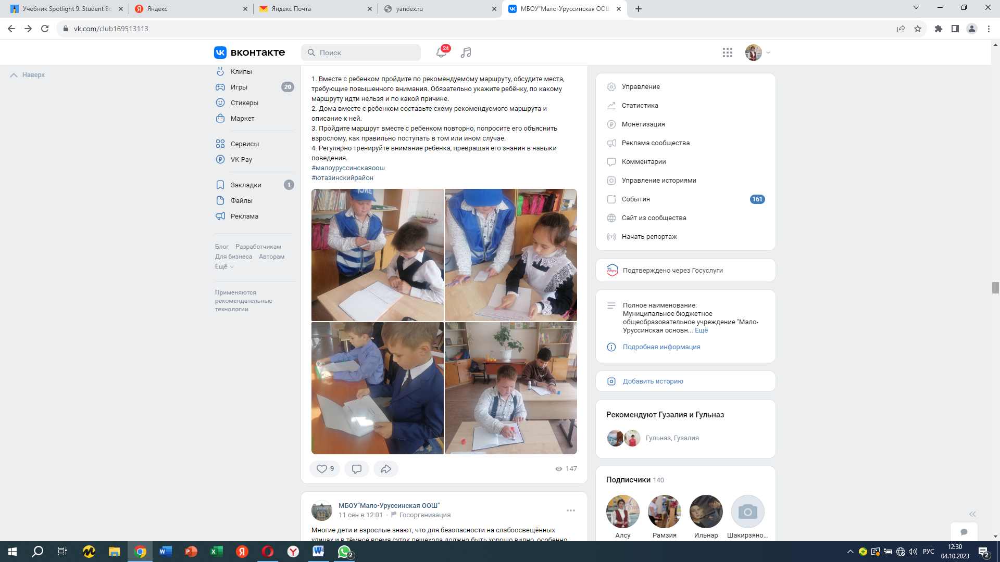 Учебник Spotlight 9. Student Bo
Яндекс
Яндекс Почта
yandex.ru
МБОУ"Мало-Уруссинская ООШ
vk.com/club169513113
вконтакте
Поиск
24
Наверх
Клипы
Игры
20
Стикеры
Маркет
Сервисы
VK Pay
Закладки
1
Файлы
Реклама
Блог Разработчикам
Для бизнеса Авторам
Ещё
Применяются
рекомендательные
технологии
1. Вместе с ребенком пройдите по рекомендуемому маршруту, обсудите места,
требующие повышенного внимания. Обязательно укажите ребёнку, по какому
маршруту идти нельзя и по какой причине.
2. Дома вместе с ребенком составьте схему рекомендуемого маршрута и
описание к ней.
3. Пройдите маршрут вместе с ребенком повторно, попросите его объяснить
взрослому, как правильно поступать в том или ином случае.
4. Регулярно тренируйте внимание ребенка, превращая его знания в навыки
поведения.
#малоуруссинскаяоош
#ютазинскийрайон
ЮИД
9
147
МБОУ"Мало-Уруссинская ООШ"
11 сен в 12:01 · Госорганизация
Многие дети и взрослые знают, что для безопасности на слабоосвещённых
улицах и в тёмное время суток пешехода должно быть хорошо видно, особенно
Управление
Статистика
Монетизация
Реклама сообщества
Комментарии
Управление историями
События
161
Сайт из сообщества
Начать репортаж
гос
услуги
Подтверждено через Госуслуги
Полное наименование:
Муниципальное бюджетное
общеобразовательное учреждение "Мало-
Уруссинская основн... Ещё
Подробная информация
Добавить историю
Рекомендуют Гузалия и Гульназ
Гульназ, Гузалия
Подписчики 140
Алсу
Рамзия
Ильнар
Шакирзяно...
2
РУС
12:30
04.10.2023
2